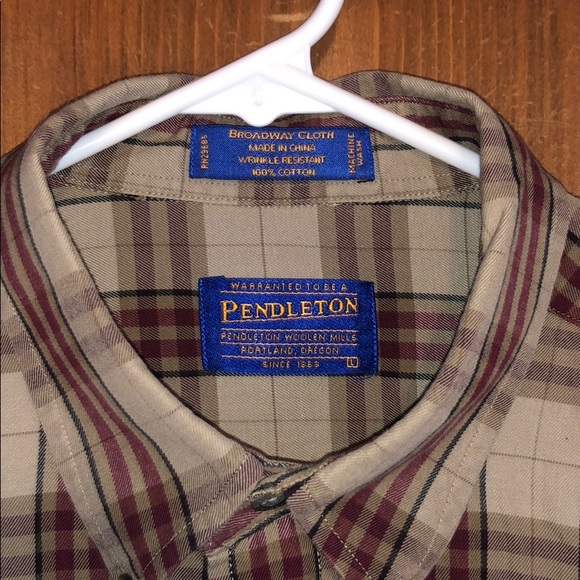 RN29685
BROADWAY CLOTH
MADE IN CHINA
WRINKLE RESISTANT
100% COTTON
MACHINE
WASH
WARRANTED TO BE A
PENDLETON
PENDLETON WOOLEN MILLS
PORTLAND, OREGON
SINCE 1863
L